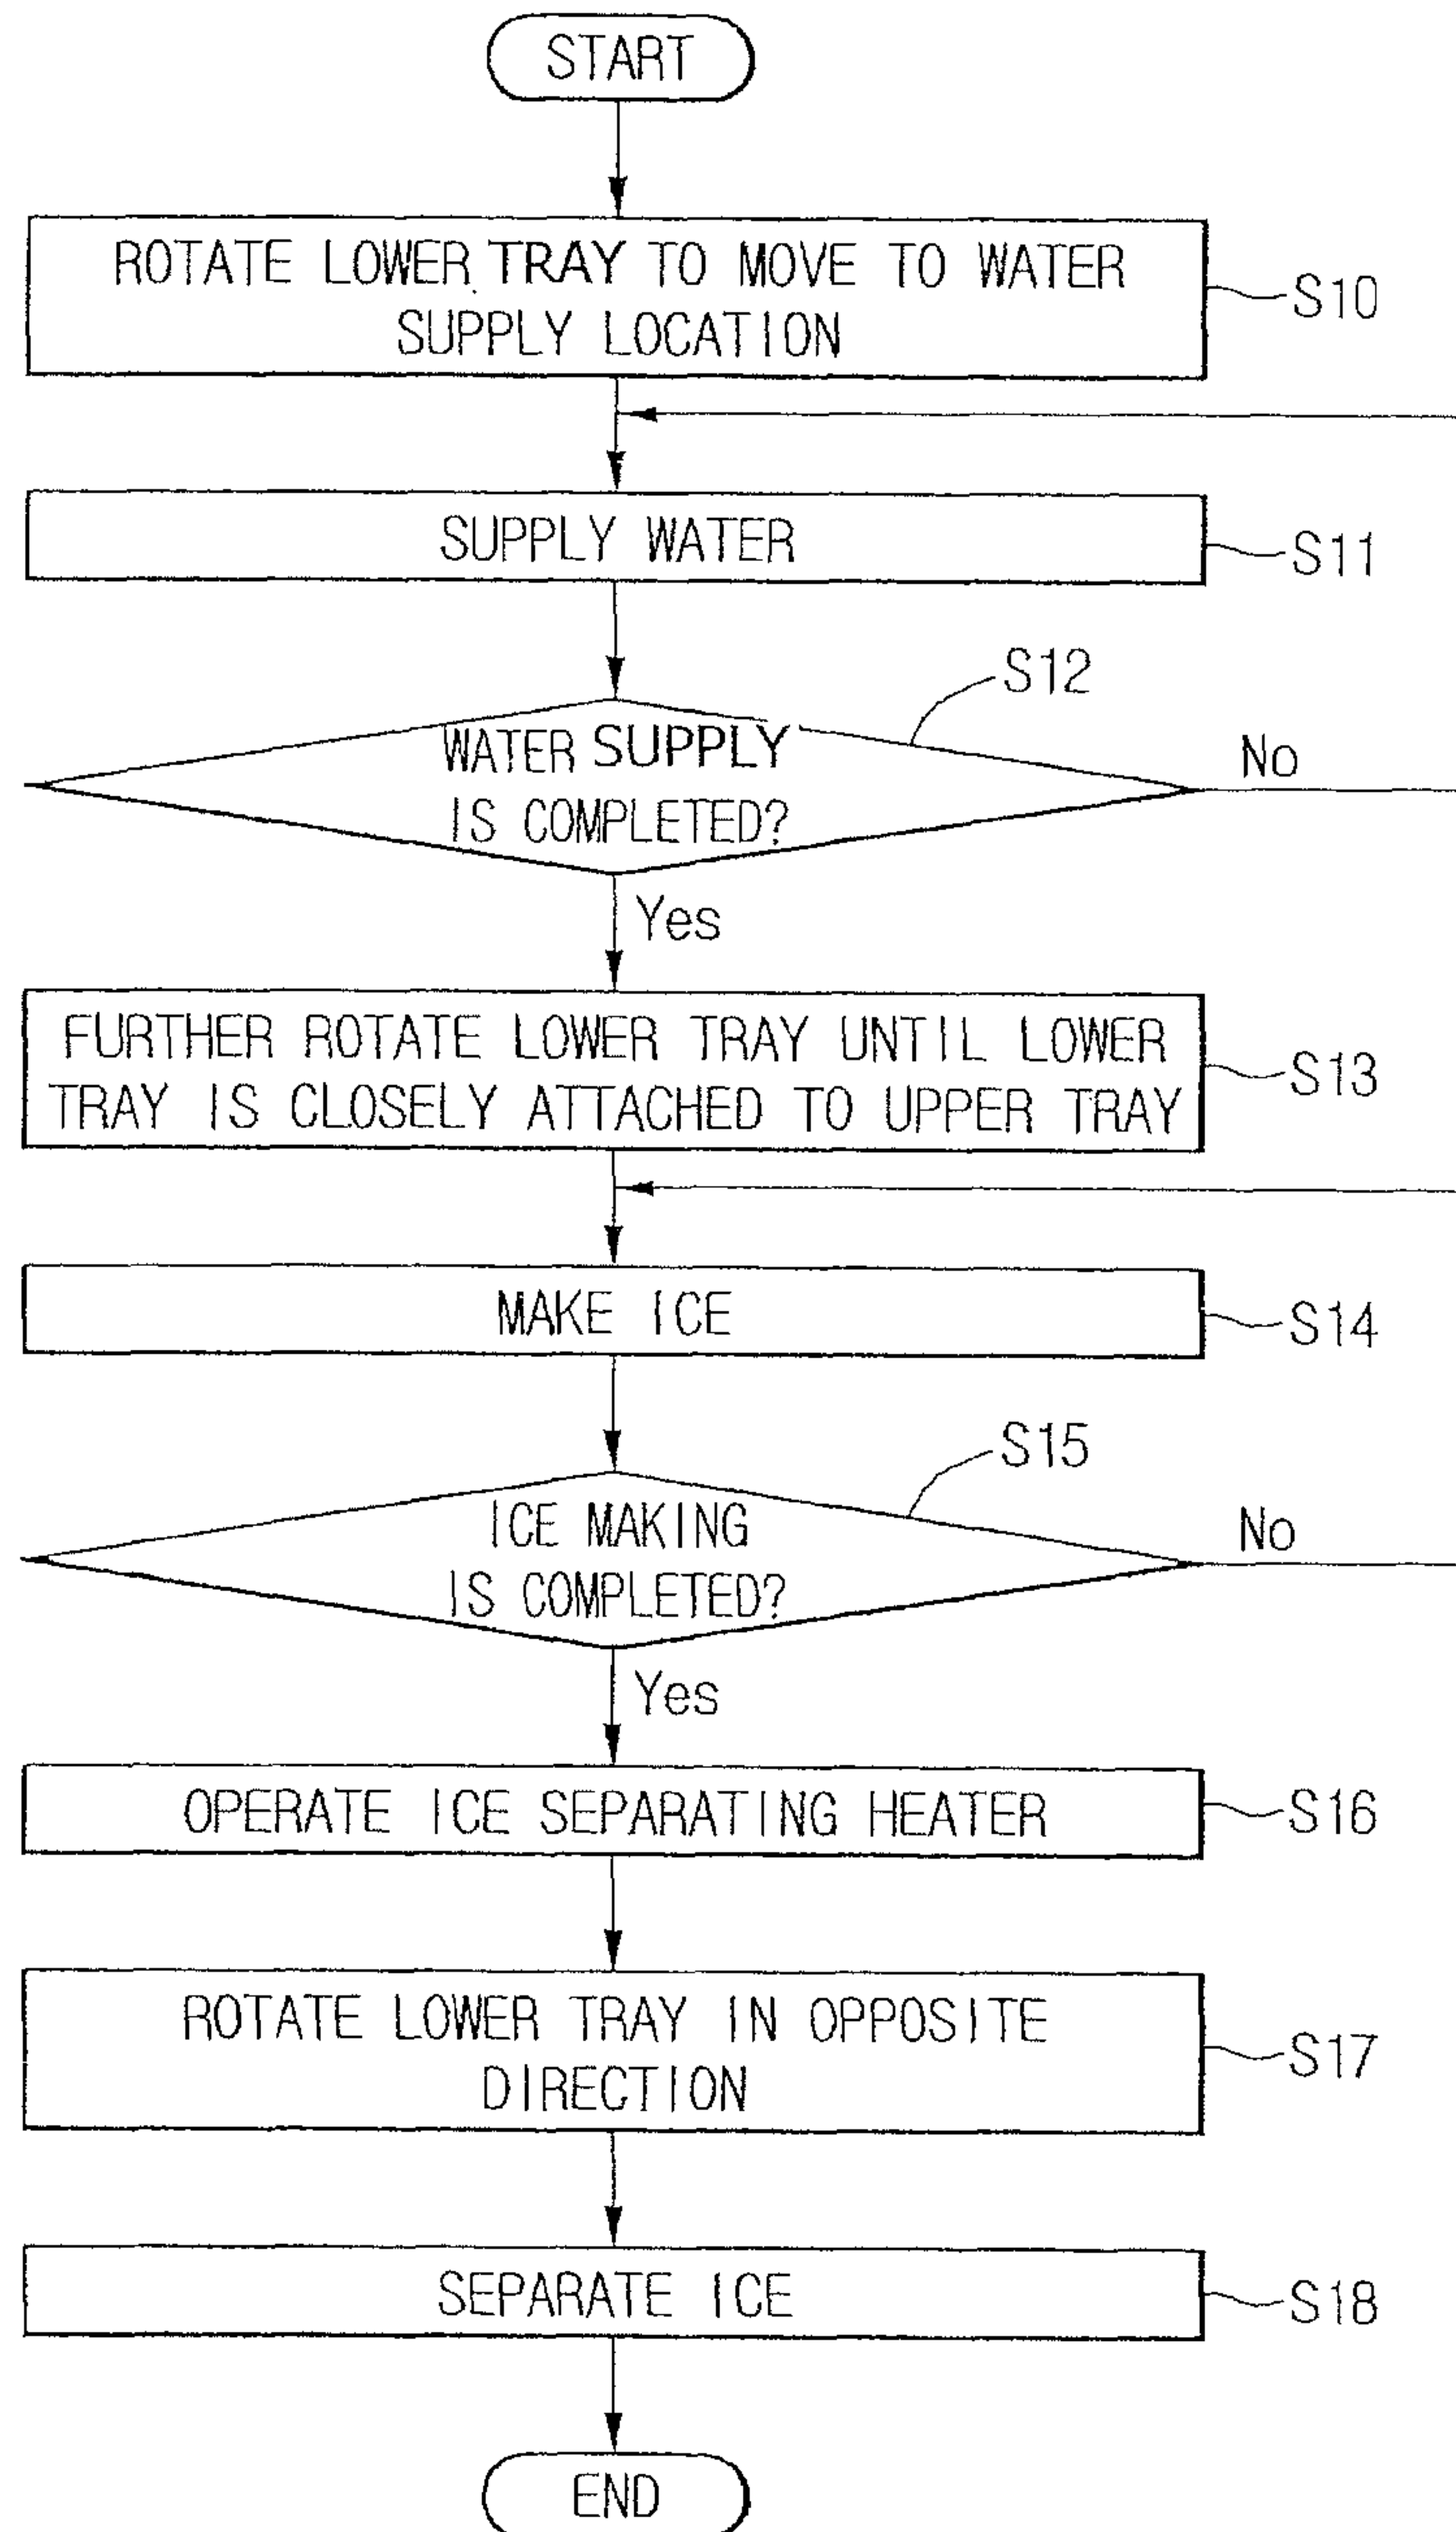 START
ROTATE LOWER TRAY TO MOVE TO WATER
SUPPLY LOCATION
S10
SUPPLY WATER
S11
S12
WATER SUPPLY
IS COMPLETED?
No
Yes
FURTHER ROTATE LOWER TRAY UNTIL LOWER
TRAY IS CLOSELY ATTACHED TO UPPER TRAY
S13
MAKE ICE
S14
S15
ICE MAKING
IS COMPLETED?
No
Yes
OPERATE ICE SEPARATING HEATER
S16
ROTATE LOWER TRAY IN OPPOSITE
DIRECTION
S17
SEPARATE ICE
S18
END